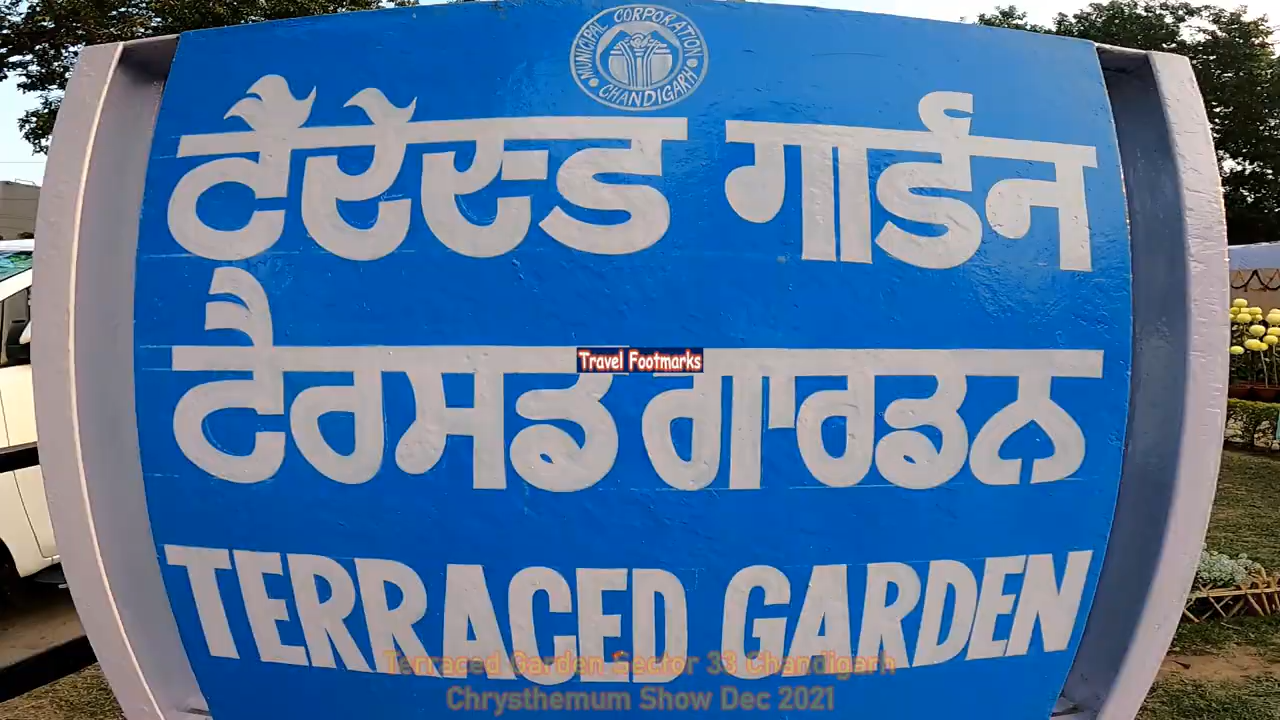 MUNICIPAL CORPORATION
CHANDIGARH
टैरेस्ड गार्डन
ਟੈਰਸਡ ਗਾਰਡਨ
Travel Footmarks
TERRACED GARDEN
Terraced Garden Sector 33 Chandigarh
Chrysthemum Show Dec 2021